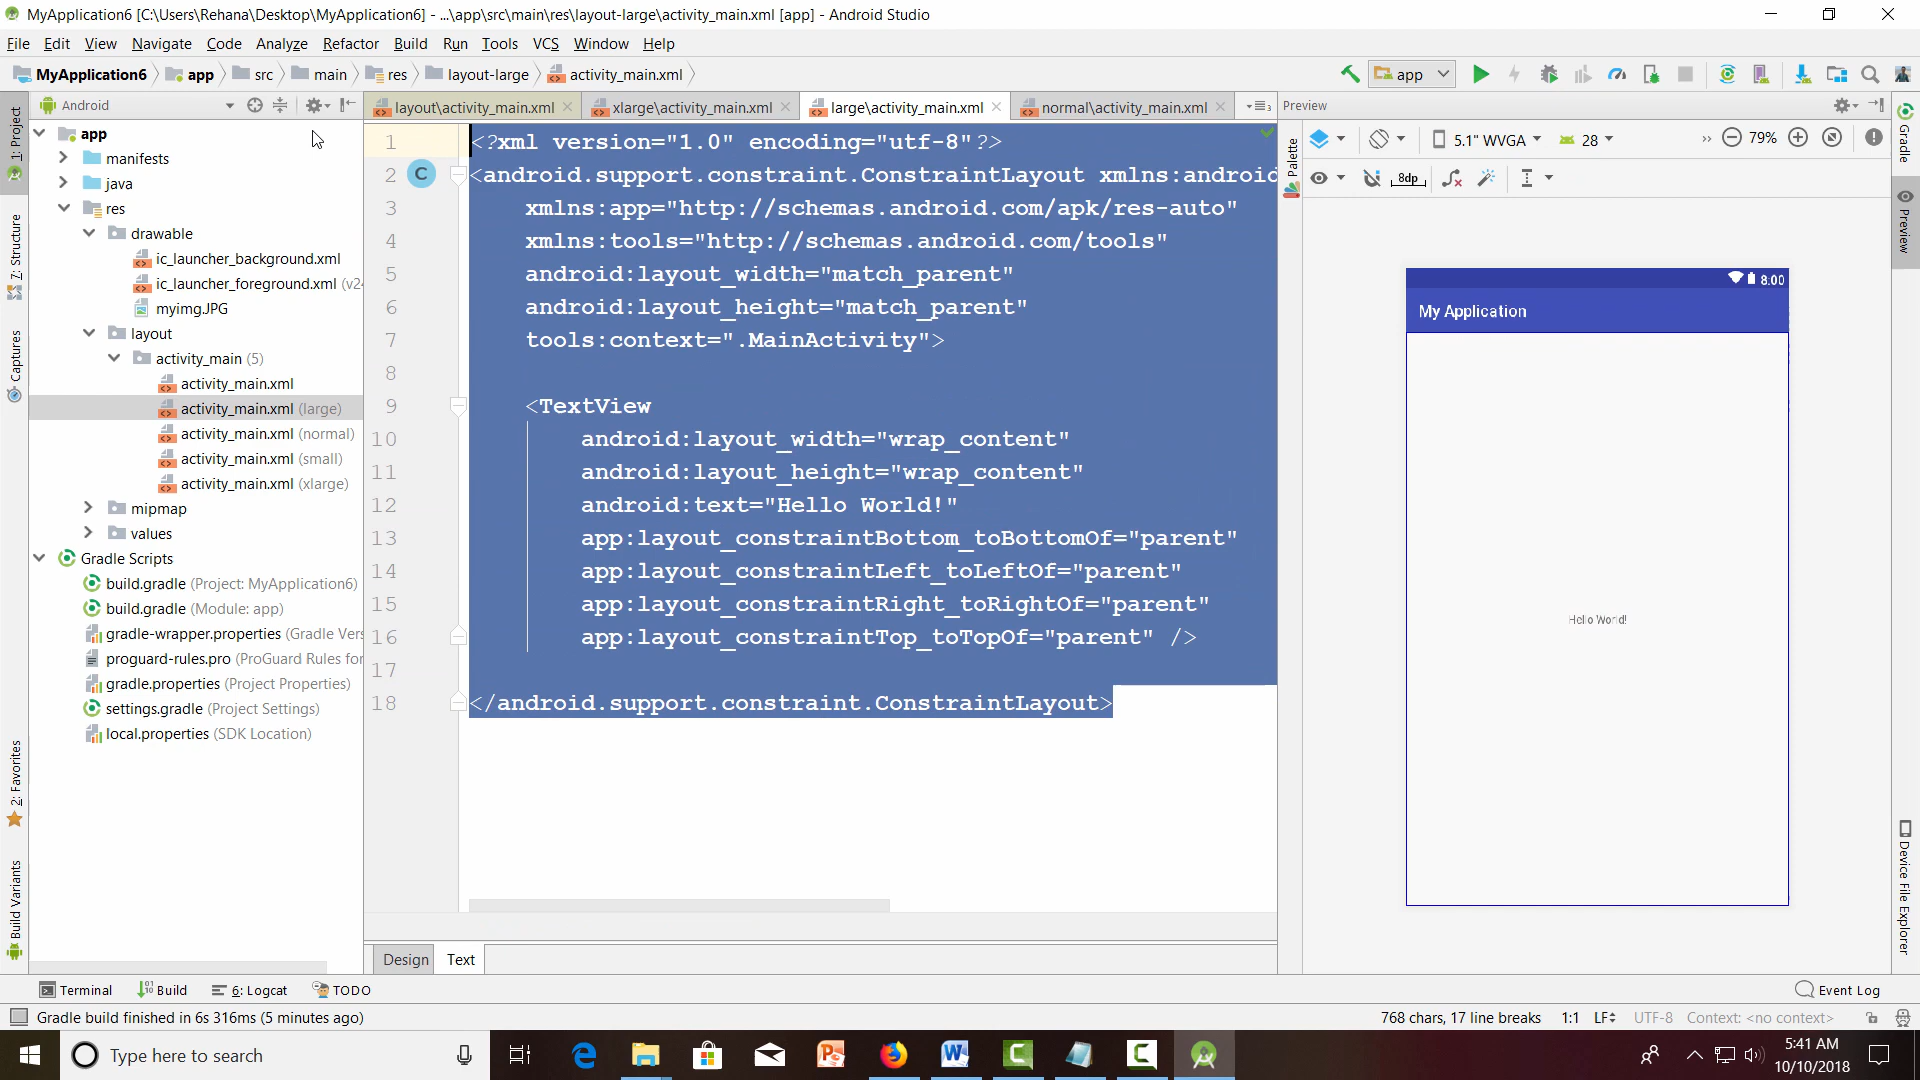 MyApplication6 [C:\Users\Rehana\Desktop\MyApplication6] - ...\app\src\main\res\layout-large\activity_main.xml [app] - Android Studio
File Edit View Navigate Code Analyze Refactor Build Run Tools VCS Window Help
MyApplication6 app src main res layout-large activity_main.xml
app
Android
layout\activity_main.xml xlarge\activity_main.xml large\activity_main.xml normal\activity_main.xml
3
Preview
1: Project
7: Structure
Captures
2: Favorites
Build Variants
app
manifests
java
res
drawable
ic_launcher_background.xml
ic_launcher_foreground.xml (v24
myimg.JPG
layout
activity_main (5)
activity_main.xml
activity_main.xml (large)
activity_main.xml (normal)
activity_main.xml (small)
activity_main.xml (xlarge)
mipmap
values
Gradle Scripts
build.gradle (Project: MyApplication6)
build.gradle (Module: app)
gradle-wrapper.properties (Gradle Vers
proguard-rules.pro (ProGuard Rules for
gradle.properties (Project Properties)
settings.gradle (Project Settings)
local.properties (SDK Location)
1 <?xml version="1.0" encoding="utf-8"?>
2 C <android.support.constraint.ConstraintLayout xmlns:android
3 xmlns:app="http://schemas.android.com/apk/res-auto"
4 xmlns:tools="http://schemas.android.com/tools"
5 android:layout_width="match_parent"
6 android:layout_height="match_parent"
7 tools:context=".MainActivity">
8
9 <TextView
10 android:layout_width="wrap_content"
11 android:layout_height="wrap_content"
12 android:text="Hello World!"
13 app:layout_constraintBottom_toBottomOf="parent"
14 app:layout_constraintLeft_toLeftOf="parent"
15 app:layout_constraintRight_toRightOf="parent"
16 app:layout_constraintTop_toTopOf="parent" />
17
18 </android.support.constraint.ConstraintLayout>
Design Text
Palette
5.1" WVGA 28 79%
8dp
8:00
My Application
Hello World!
Gradle
Preview
Device File Explorer
Terminal Build 6: Logcat TODO Event Log
Gradle build finished in 6s 316ms (5 minutes ago)
768 chars, 17 line breaks 1:1 LF UTF-8 Context: <no context>
Type here to search
5:41 AM
10/10/2018